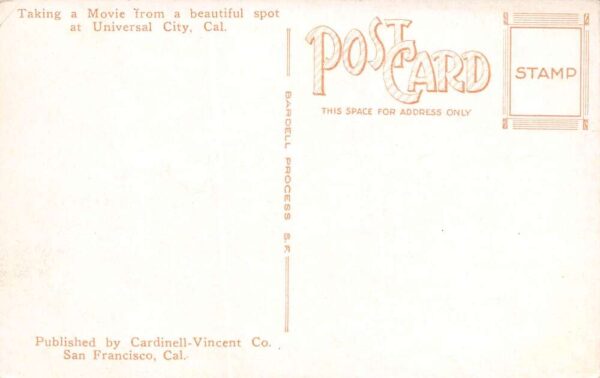 Taking a Movie from a beautiful spot
at Universal City, Cal.
POST CARD
THIS SPACE FOR ADDRESS ONLY
STAMP
BARDELL PROCESS S.F.
Published by Cardinell-Vincent Co.
San Francisco, Cal.